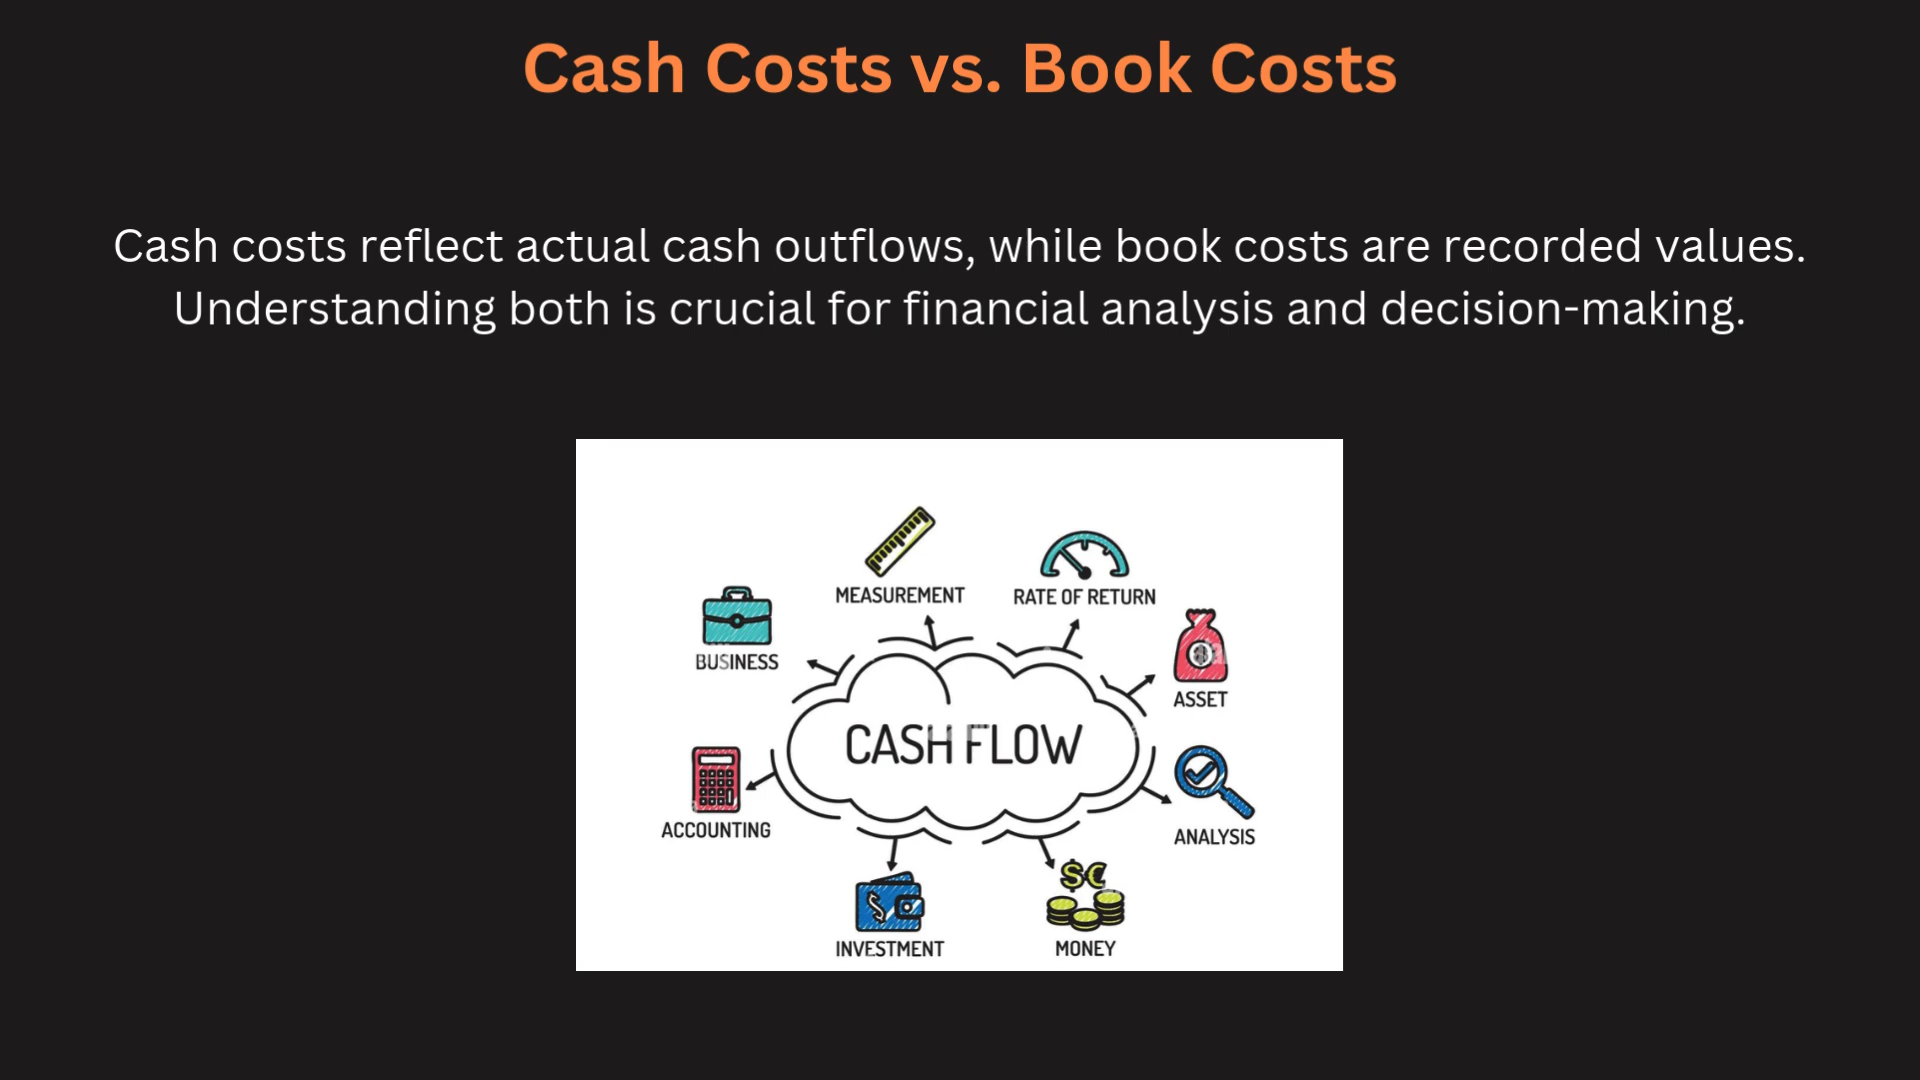 Cash Costs vs. Book Costs
Cash costs reflect actual cash outflows, while book costs are recorded values.
Understanding both is crucial for financial analysis and decision-making.
MEASUREMENT
RATE OF RETURN
BUSINESS
ASSET
CASH FLOW
ACCOUNTING
ANALYSIS
$€
$
INVESTMENT
MONEY